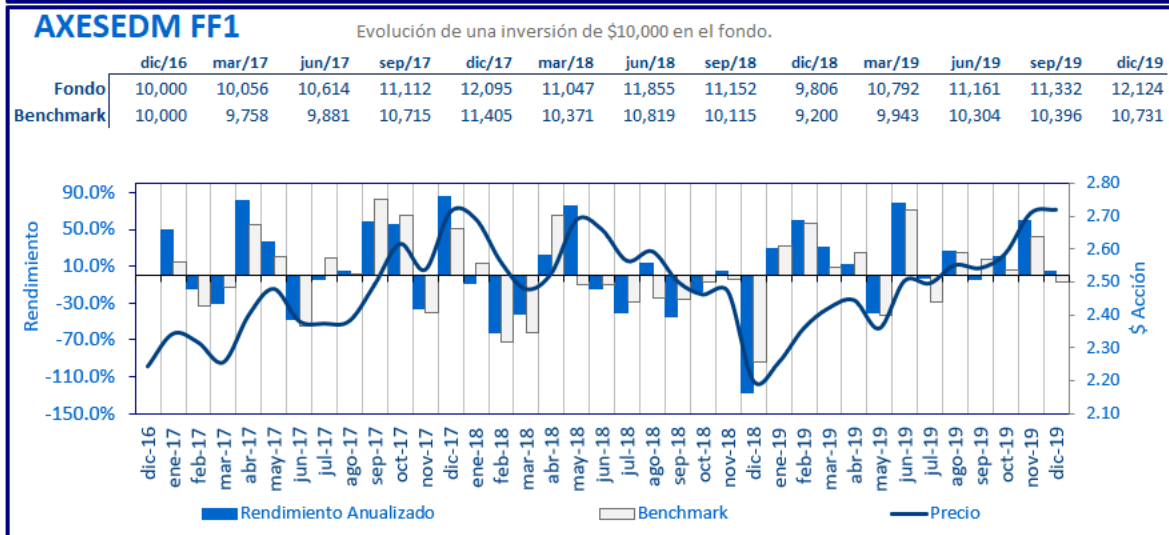 AXESEDM FF1
Evolución de una inversión de $10,000 en el fondo.
dic/16 mar/17 jun/17 sep/17 dic/17 mar/18 jun/18 sep/18 dic/18 mar/19 jun/19 sep/19 dic/19
Fondo 10,000 10,056 10,614 11,112 12,095 11,047 11,855 11,152 9,806 10,792 11,161 11,332 12,124
Benchmark 10,000 9,758 9,881 10,715 11,405 10,371 10,819 10,115 9,200 9,943 10,304 10,396 10,731
Rendimiento
90.0%
50.0%
10.0%
-30.0%
-70.0%
-110.0%
-150.0%
2.80
2.70
2.60
2.50
2.40
2.30
2.20
2.10
$ Acción
dic-16 ene-17 feb-17 mar-17 abr-17 may-17 jun-17 jul-17 ago-17 sep-17 oct-17 nov-17 dic-17 ene-18 feb-18 mar-18 abr-18 may-18 jun-18 jul-18 ago-18 sep-18 oct-18 nov-18 dic-18 ene-19 feb-19 mar-19 abr-19 may-19 jun-19 jul-19 ago-19 sep-19 oct-19 nov-19 dic-19
Rendimiento Anualizado Benchmark Precio